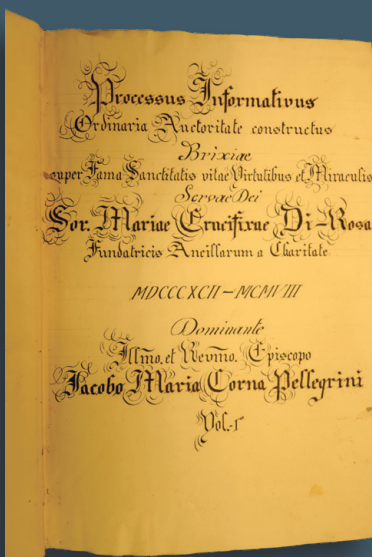 Processus Informativus
Ordinaria Auctoritate constructus
Brixiae
super Fama Sanctitatis vitae Virtutibus et Miraculis
Servae Dei
Sor. Mariae Crucifixae Di-Rosa
Fundatricis Ancillarum a Charitate
MDCCCXCII – MCMVIII
Dominante
Illmo. et Revmo. Episcopo
Jacobo Maria Corna Pellegrini
Vol.-I